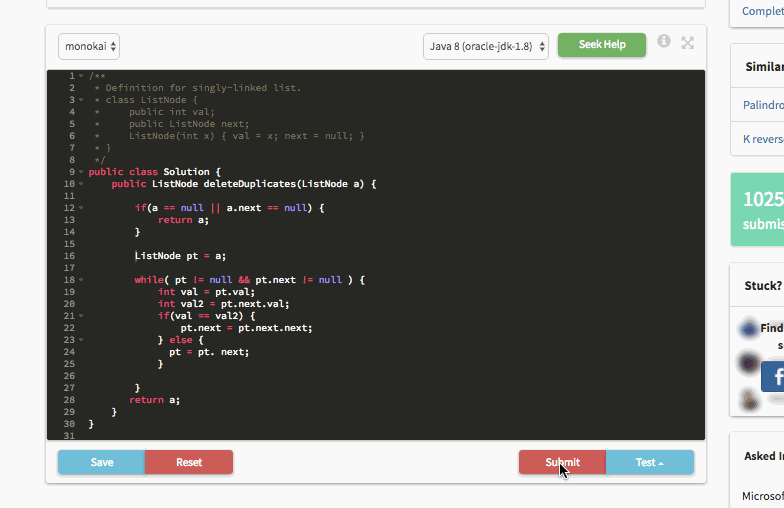 Complet
monokai
Java 8 (oracle-jdk-1.8)
Seek Help
1 /**
2  * Definition for singly-linked list.
3  * class ListNode {
4  *     public int val;
5  *     public ListNode next;
6  *     ListNode(int x) { val = x; next = null; }
7  * }
8  */
9 public class Solution {
10     public ListNode deleteDuplicates(ListNode a) {
11
12         if(a == null || a.next == null) {
13             return a;
14         }
15
16         ListNode pt = a;
17
18         while( pt != null && pt.next != null ) {
19             int val = pt.val;
20             int val2 = pt.next.val;
21             if(val == val2) {
22                 pt.next = pt.next.next;
23             } else {
24               pt = pt. next;
25             }
26
27         }
28        return a;
29     }
30 }
31
Save
Reset
Submit
Test
Similar
Palindro
K revers
1025
submis
Stuck?
Find
s
f
Asked In
Microsof